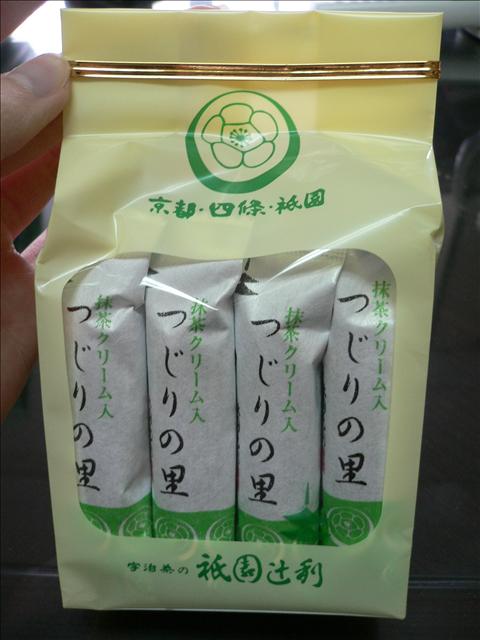 京都・四條・祇園
抹茶クリーム入
つじりの里
抹茶クリーム入
つじりの里
抹茶クリーム入
つじりの里
抹茶クリーム入
つじりの里
宇治茶の 祇園辻利